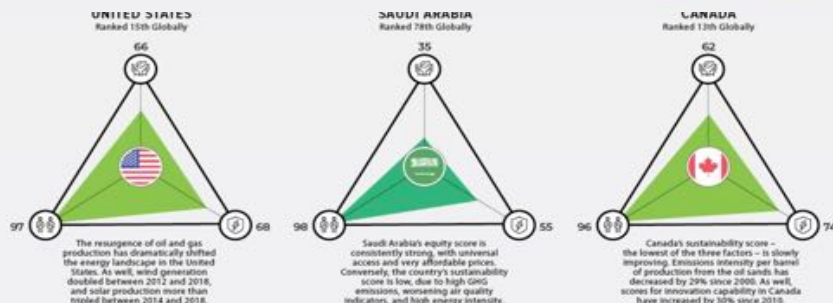 UNITED STATES
Ranked 15th Globally
66
97
68
The resurgence of oil and gas
production has dramatically shifted
the energy landscape in the United
States. As well, wind generation
doubled between 2012 and 2018,
and solar production more than
tripled between 2014 and 2018.
SAUDI ARABIA
Ranked 78th Globally
35
98
55
Saudi Arabia's equity score is
consistently strong, with universal
access and very affordable prices.
Conversely, the country's sustainability
score is low, due to high GHG
emissions, worsening air quality
indicators, and high energy intensity.
CANADA
Ranked 13th Globally
62
96
74
Canada's sustainability score –
the lowest of the three factors – is slowly
improving. Emissions intensity per barrel
of production from the oil sands has
decreased by 29% since 2000. As well,
scores for innovation capability in Canada
have increased by 30% since 2010.